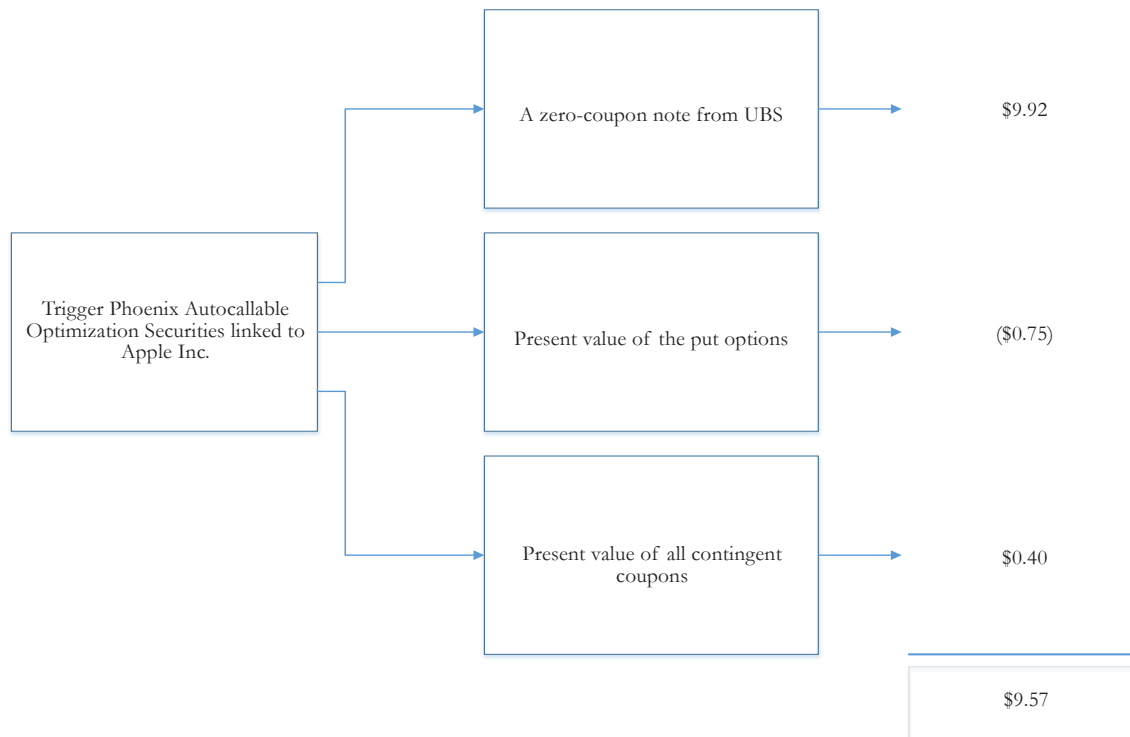 A zero-coupon note from UBS
$9.92
Trigger Phoenix Autocallable
Optimization Securities linked to
Apple Inc.
Present value of the put options
($0.75)
Present value of all contingent
coupons
$0.40
$9.57